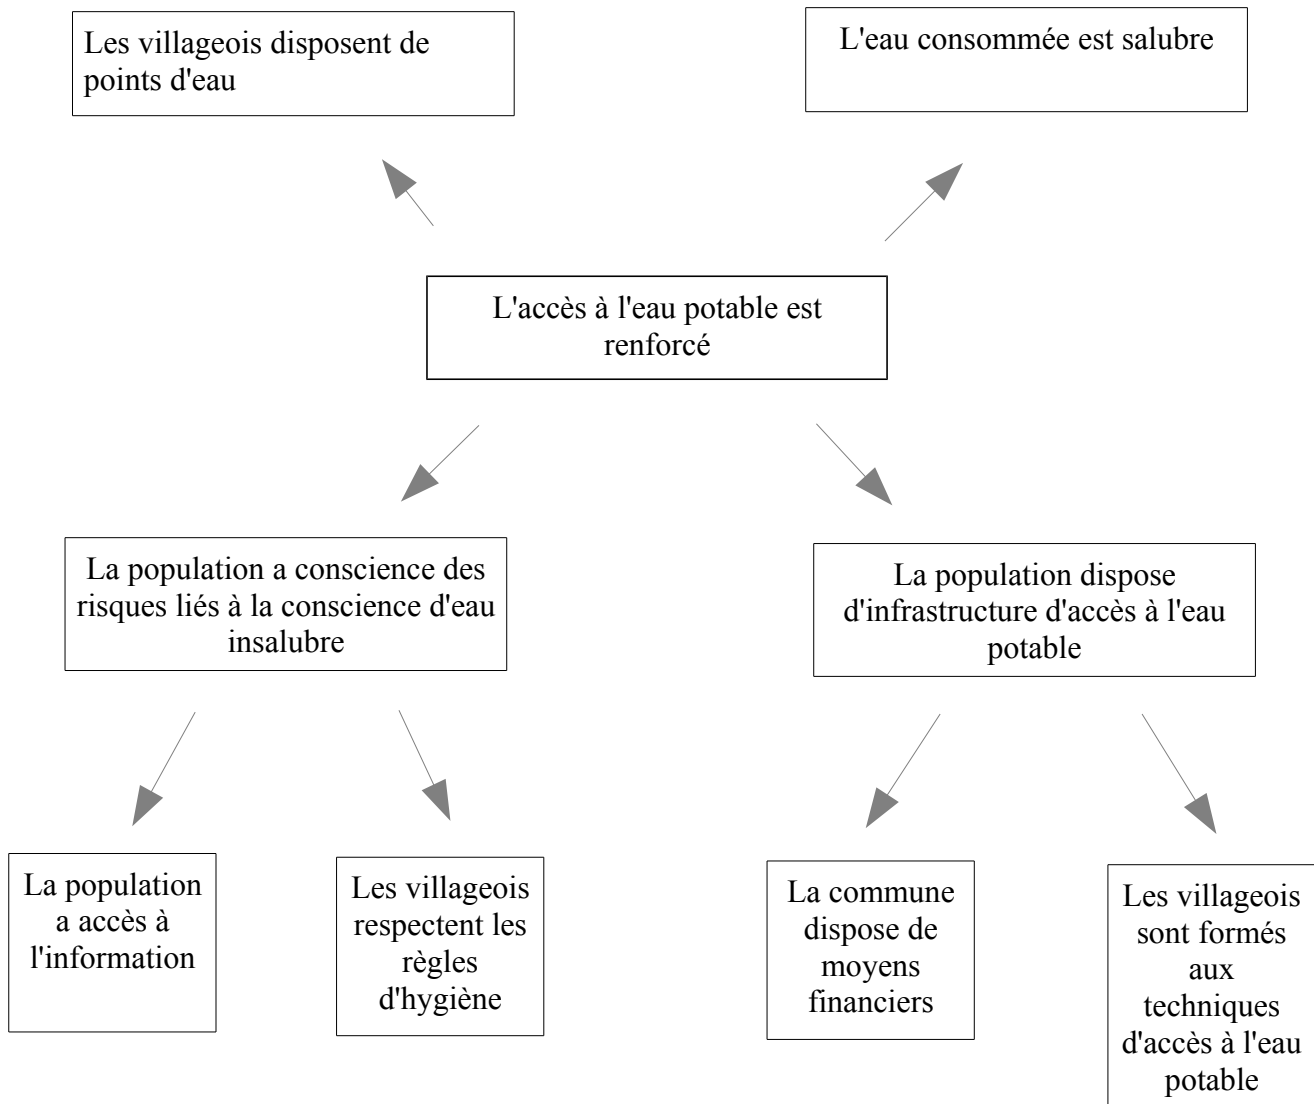 Les villageois disposent de
points d'eau
L'eau consommée est salubre
L'accès à l'eau potable est
renforcé
La population a conscience des
risques liés à la conscience d'eau
insalubre
La population dispose
d'infrastructure d'accès à l'eau
potable
La population
a accès à
l'information
Les villageois
respectent les
règles
d'hygiène
La commune
dispose de
moyens
financiers
Les villageois
sont formés
aux
techniques
d'accès à l'eau
potable